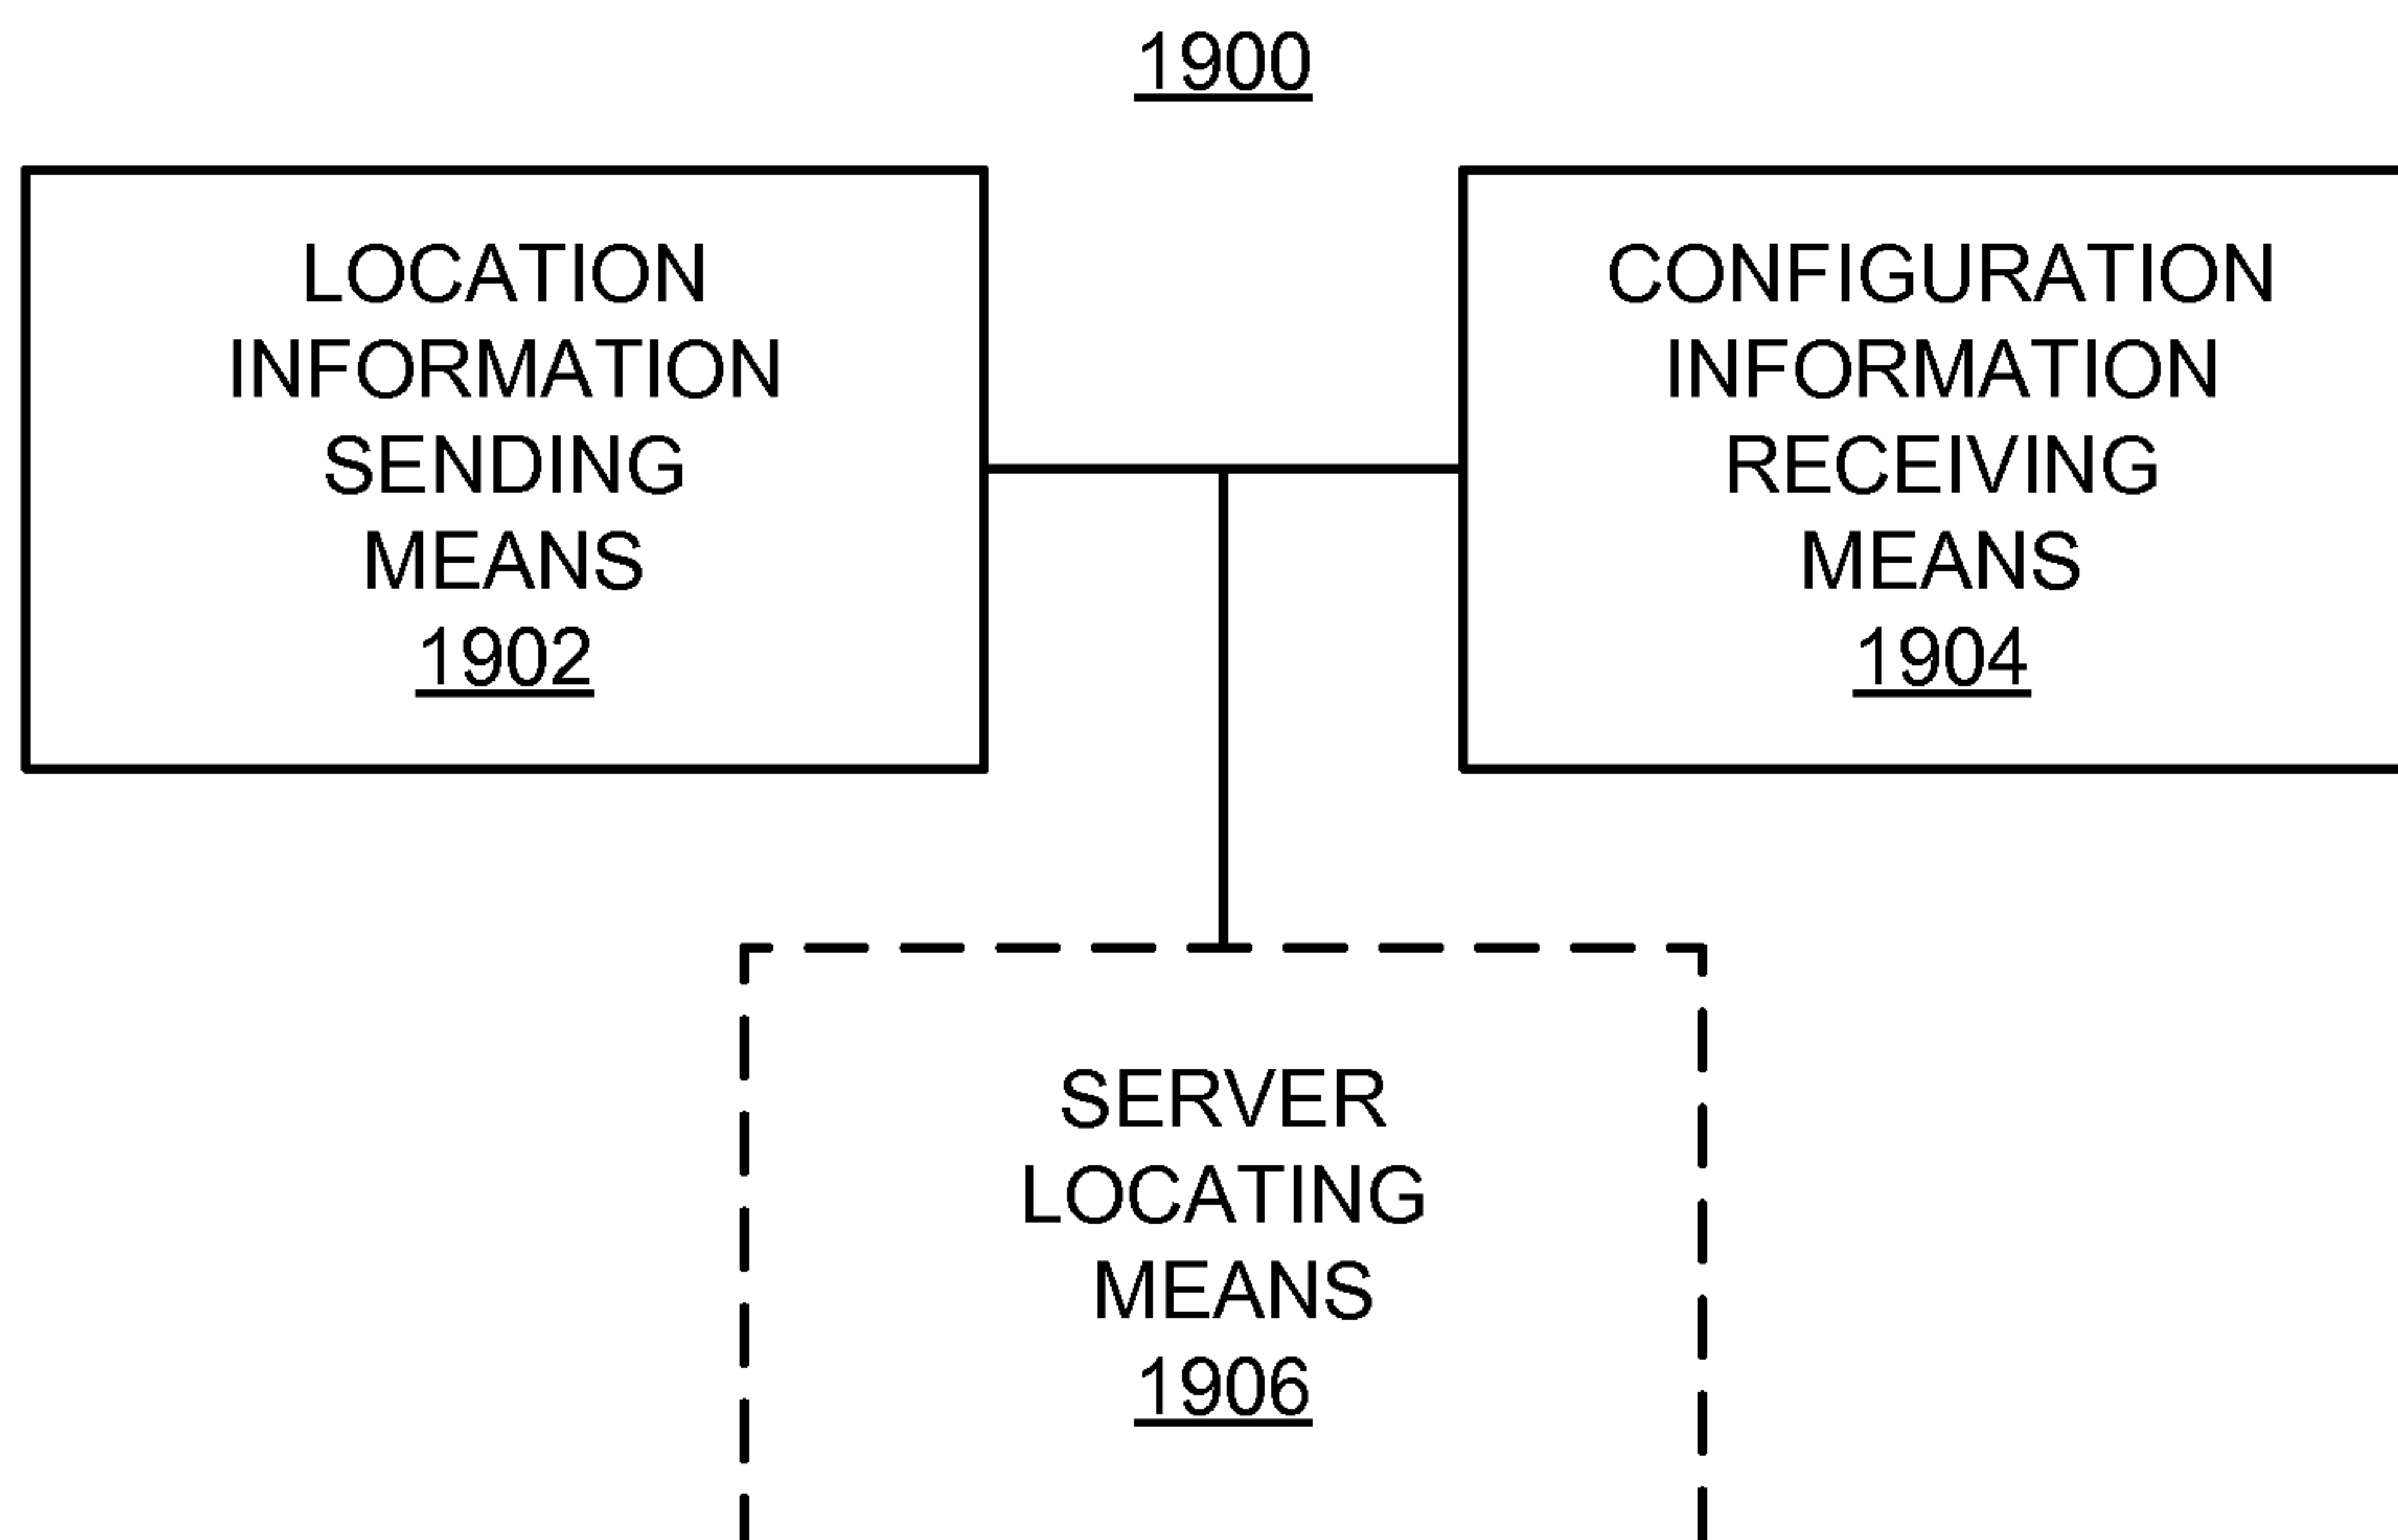 1900
LOCATION
INFORMATION
SENDING
MEANS
1902
CONFIGURATION
INFORMATION
RECEIVING
MEANS
1904
SERVER
LOCATING
MEANS
1906